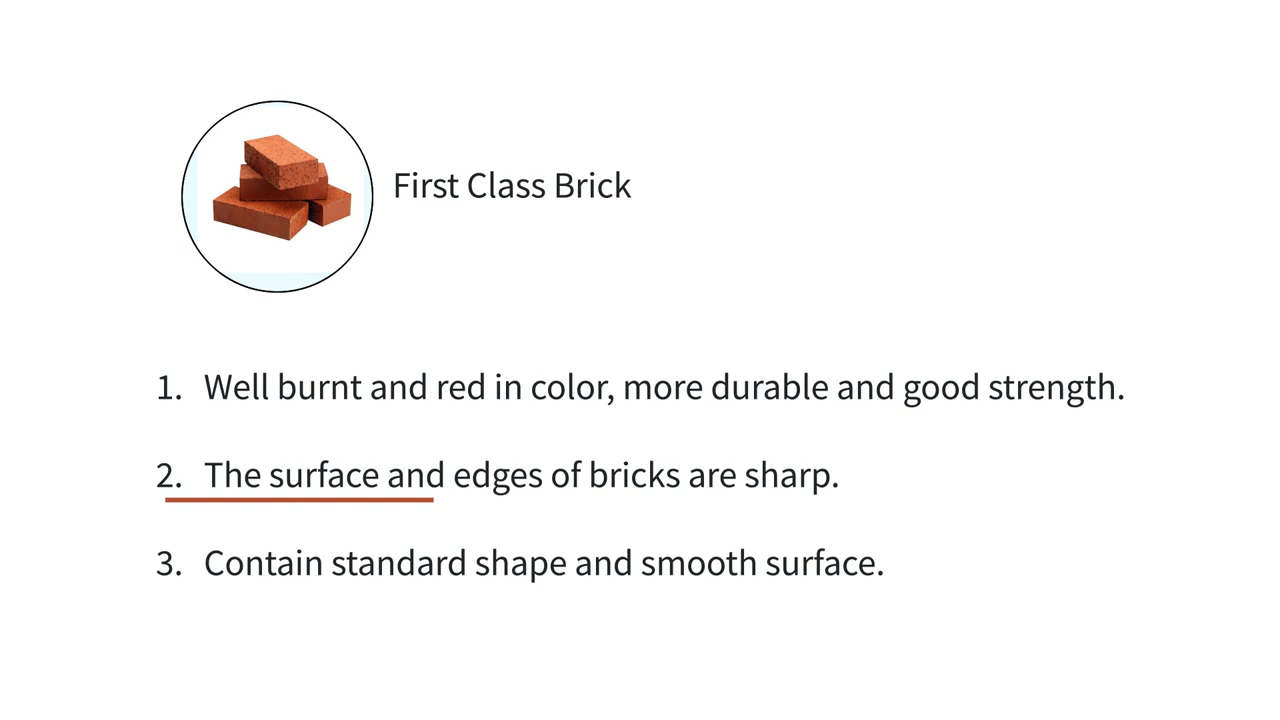 First Class Brick
1. Well burnt and red in color, more durable and good strength.
2. The surface and edges of bricks are sharp.
3. Contain standard shape and smooth surface.